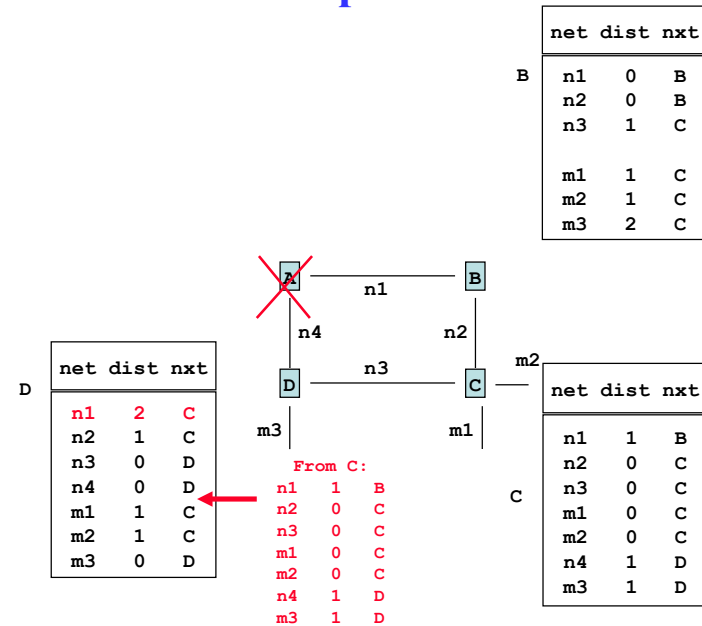 p
net dist nxt
B
n1 0 B
n2 0 B
n3 1 C
m1 1 C
m2 1 C
m3 2 C
A
B
n1
n4
n2
n3
m2
D
C
m3
m1
D
net dist nxt
n1 2 C
n2 1 C
n3 0 D
n4 0 D
m1 1 C
m2 1 C
m3 0 D
From C:
n1 1 B
n2 0 C
n3 0 C
m1 0 C
m2 0 C
n4 1 D
m3 1 D
C
net dist nxt
n1 1 B
n2 0 C
n3 0 C
m1 0 C
m2 0 C
n4 1 D
m3 1 D